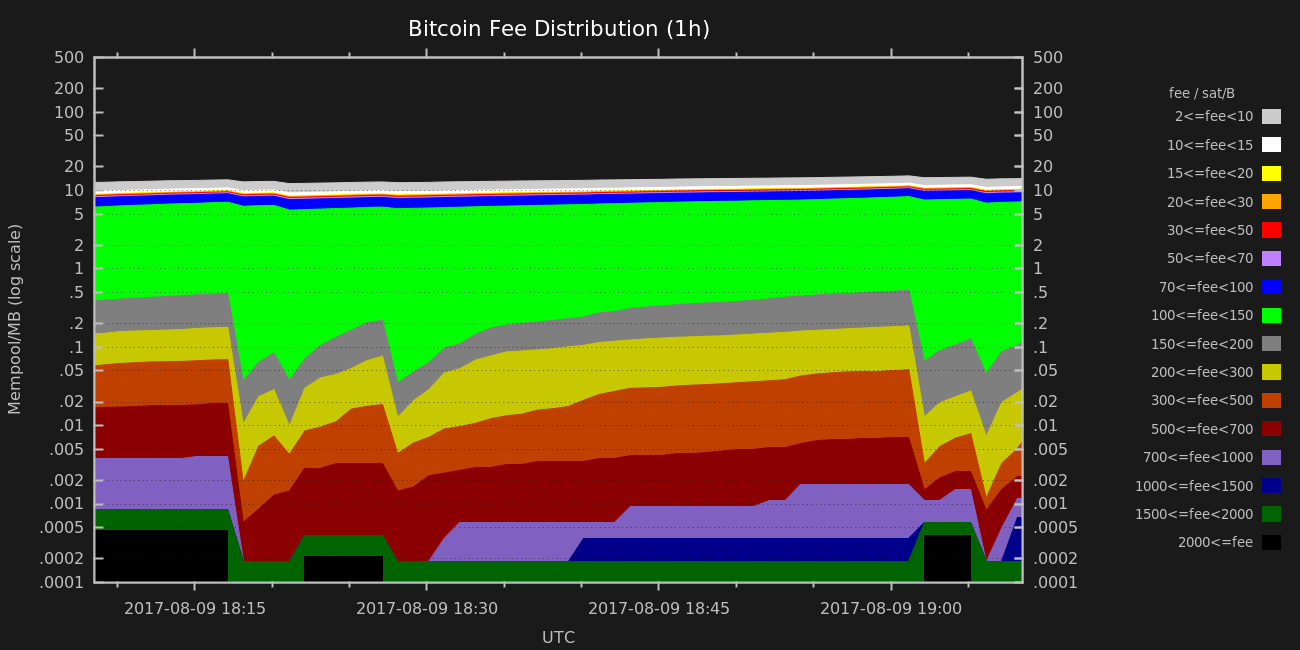 Bitcoin Fee Distribution (1h)
500
200
100
50
20
10
5
2
1
.5
.2
.1
.05
.02
.01
.005
.002
.001
.0005
.0002
.0001
Mempool/MB (log scale)
500
200
100
50
20
10
5
2
1
.5
.2
.1
.05
.02
.01
.005
.002
.001
.0005
.0002
.0001
2017-08-09 18:15
2017-08-09 18:30
2017-08-09 18:45
2017-08-09 19:00
UTC
fee / sat/B
2<=fee<10
10<=fee<15
15<=fee<20
20<=fee<30
30<=fee<50
50<=fee<70
70<=fee<100
100<=fee<150
150<=fee<200
200<=fee<300
300<=fee<500
500<=fee<700
700<=fee<1000
1000<=fee<1500
1500<=fee<2000
2000<=fee